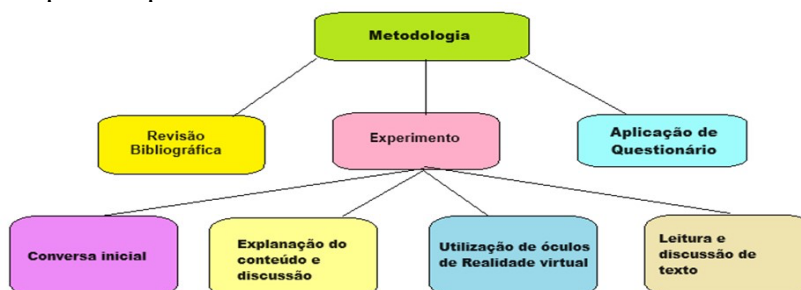 Metodologia
Revisão
Bibliográfica
Experimento
Aplicação de
Questionário
Conversa inicial
Explanação do
conteúdo e
discussão
Utilização de óculos
de Realidade virtual
Leitura e
discussão de
texto